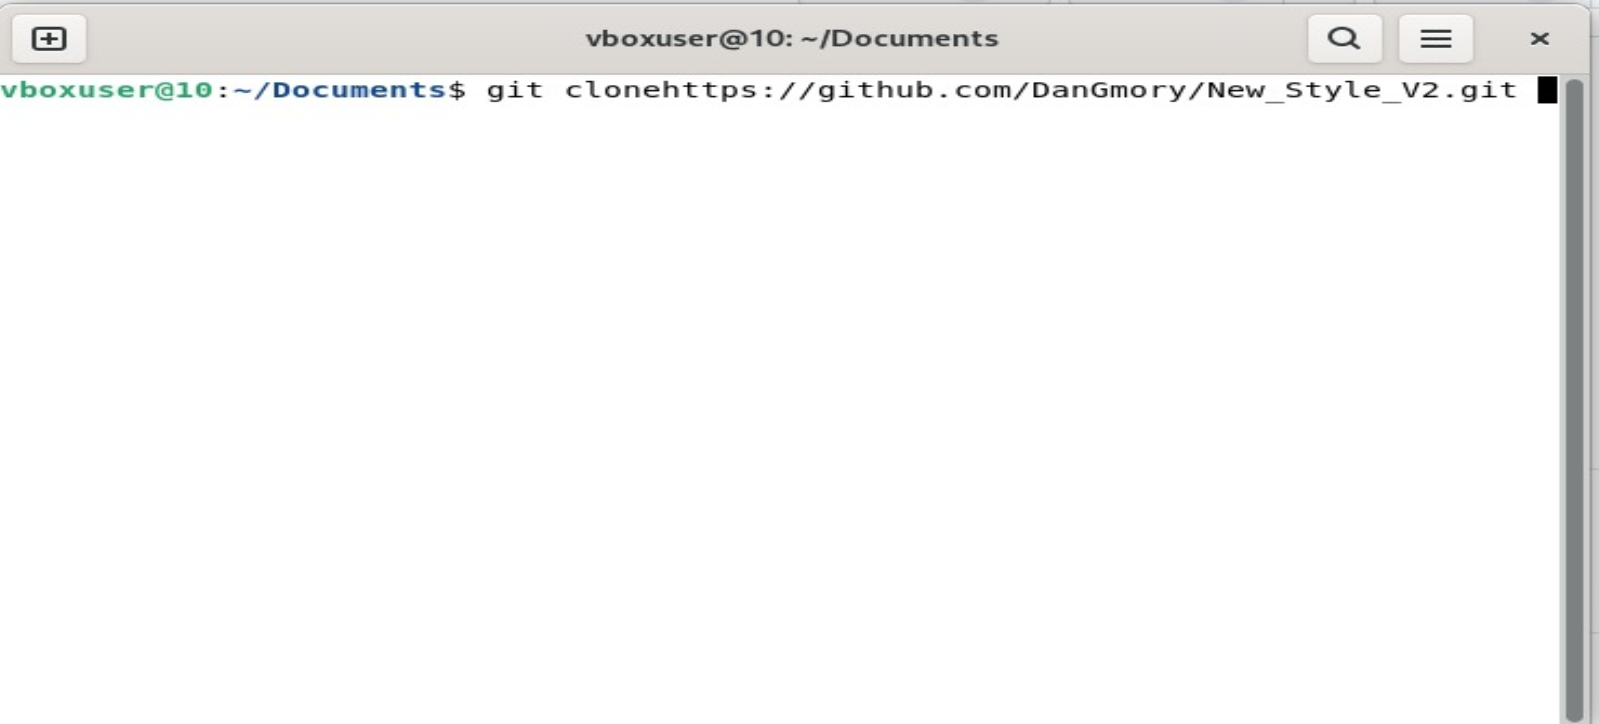 vboxuser@10: ~/Documents
vboxuser@10:~/Documents$ git clonehttps://github.com/DanGmory/New_Style_V2.git